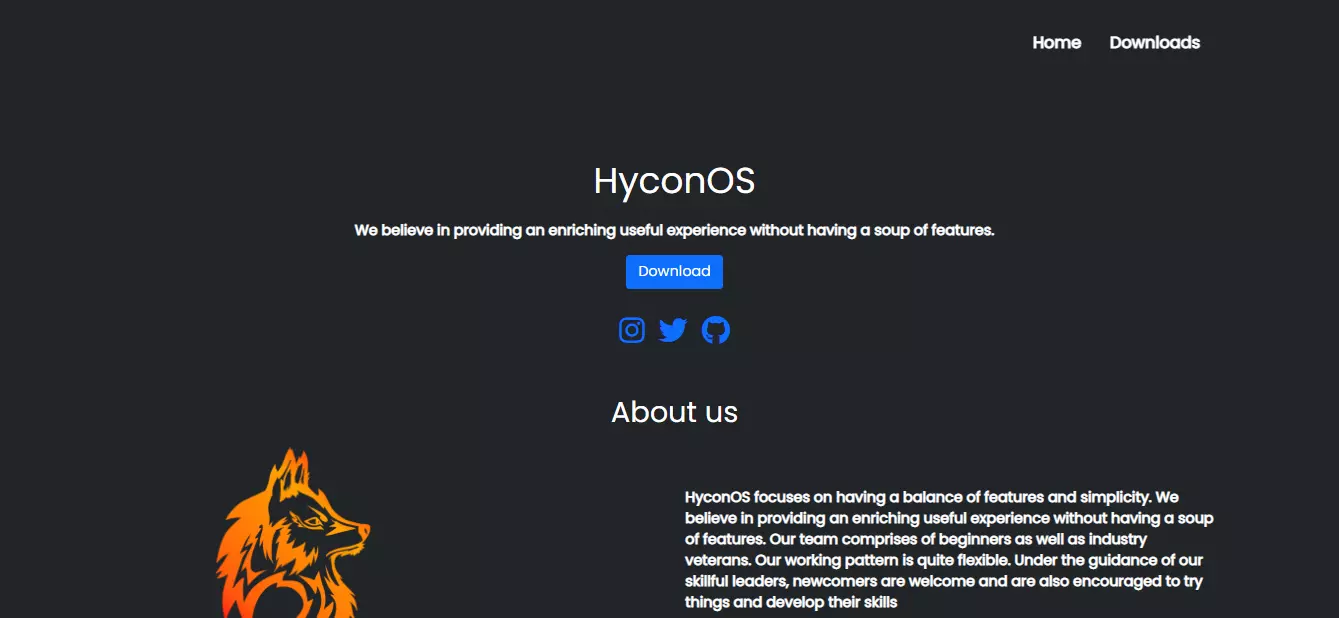 Home Downloads
HyconOS
We believe in providing an enriching useful experience without having a soup of features.
Download
About us
HyconOS focuses on having a balance of features and simplicity. We
believe in providing an enriching useful experience without having a soup
of features. Our team comprises of beginners as well as industry
veterans. Our working pattern is quite flexible. Under the guidance of our
skillful leaders, newcomers are welcome and are also encouraged to try
things and develop their skills